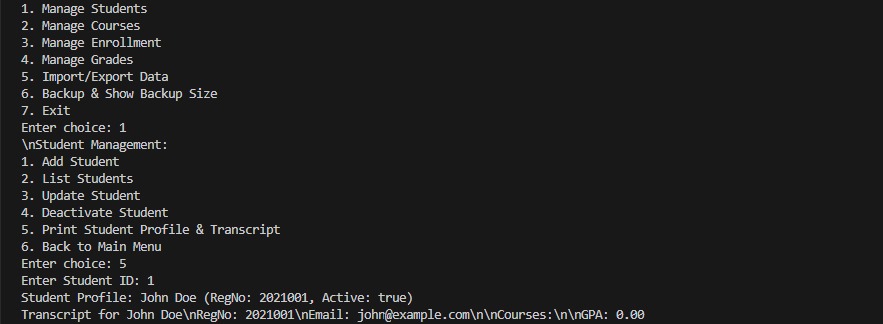 1. Manage Students
2. Manage Courses
3. Manage Enrollment
4. Manage Grades
5. Import/Export Data
6. Backup & Show Backup Size
7. Exit
Enter choice: 1
\nStudent Management:
1. Add Student
2. List Students
3. Update Student
4. Deactivate Student
5. Print Student Profile & Transcript
6. Back to Main Menu
Enter choice: 5
Enter Student ID: 1
Student Profile: John Doe (RegNo: 2021001, Active: true)
Transcript for John Doe\nRegNo: 2021001\nEmail: john@example.com\n\nCourses:\n\nGPA: 0.00